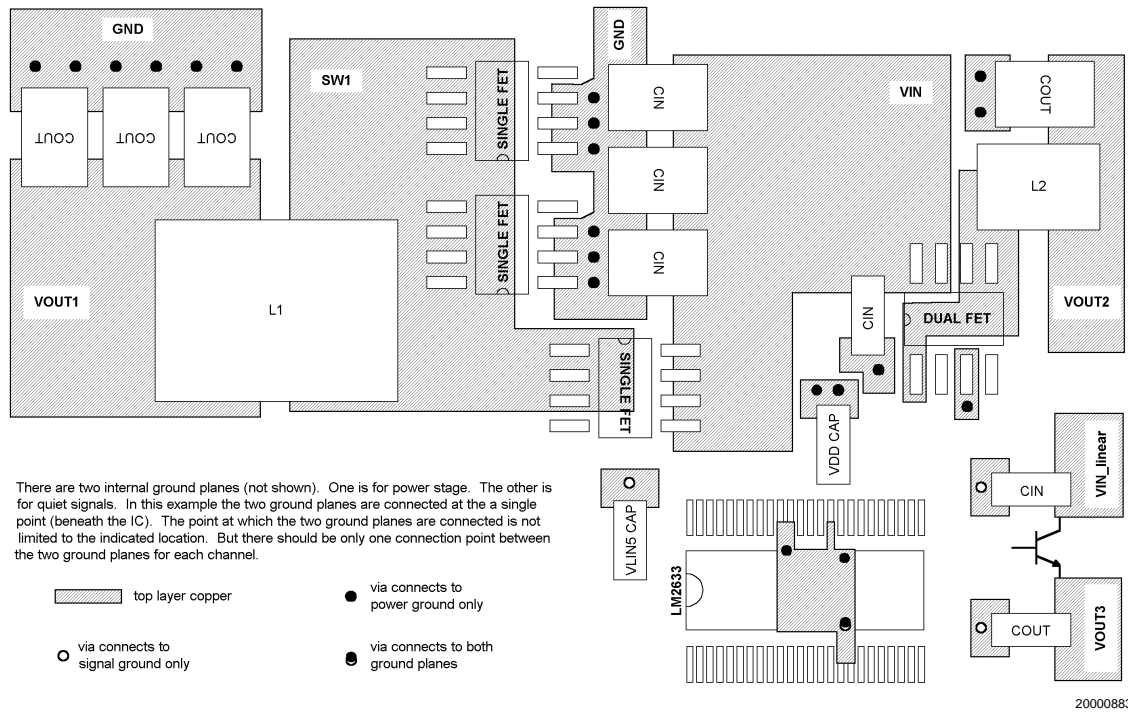 GND
SW1
SINGLE FET
GND
CIN
VIN
COUT
COUT
COUT
COUT
CIN
L2
SINGLE FET
CIN
VOUT1
L1
CIN
DUAL FET
VOUT2
SINGLE FET
VDD CAP
VIN_linear
CIN
There are two internal ground planes (not shown). One is for power stage. The other is
for quiet signals. In this example the two ground planes are connected at the a single
point (beneath the IC). The point at which the two ground planes are connected is not
limited to the indicated location. But there should be only one connection point between
the two ground planes for each channel.
VLIN5 CAP
LM2633
top layer copper
via connects to
power ground only
via connects to
signal ground only
via connects to both
ground planes
COUT
VOUT3
20000883